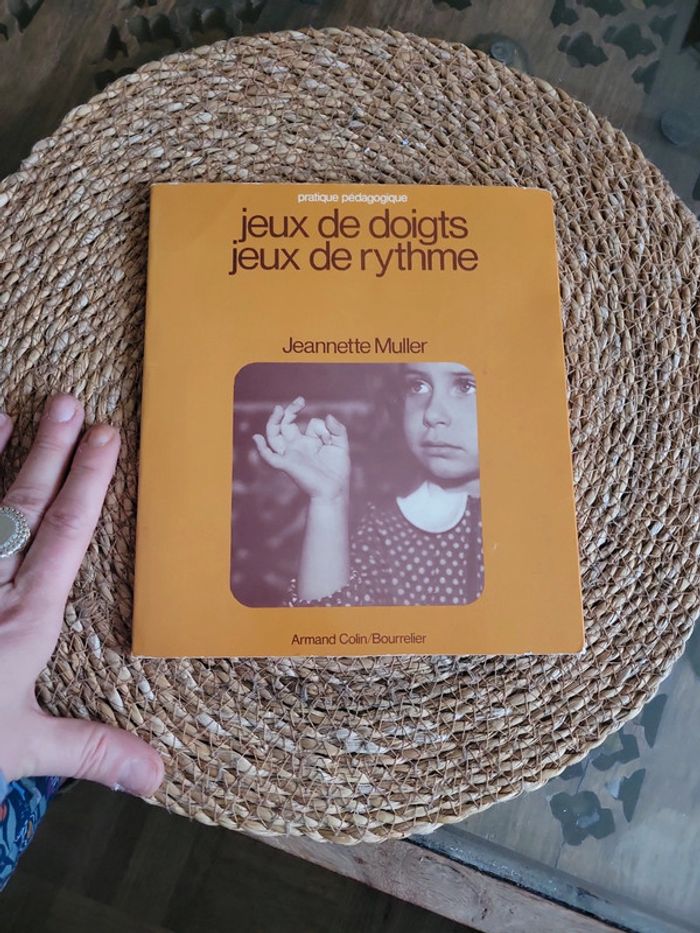 pratique pédagogique
jeux de doigts
jeux de rythme
Jeannette Muller
Armand Colin/Bourrelier